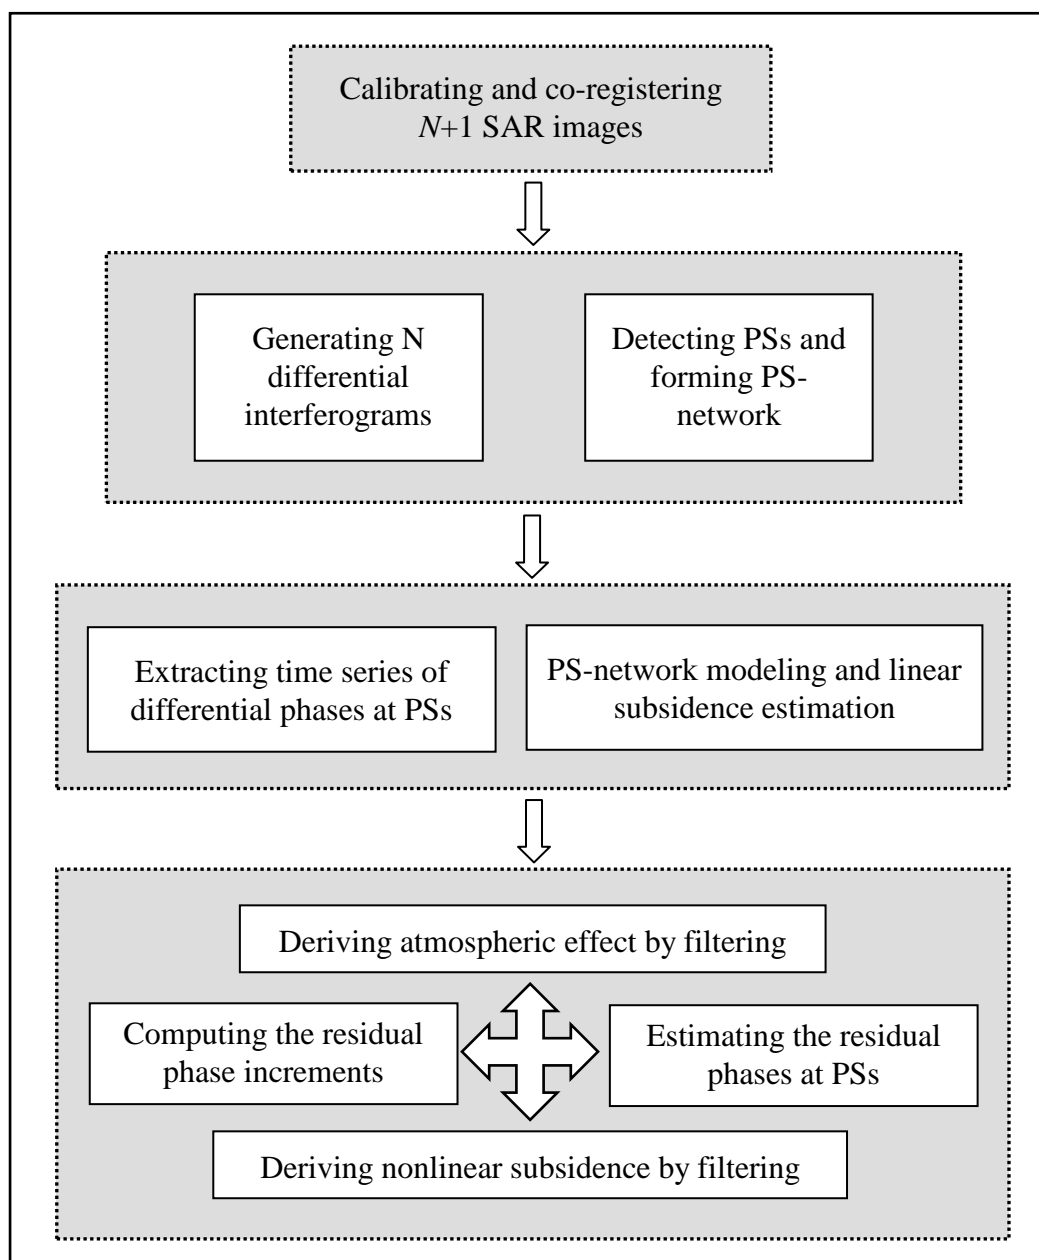 Calibrating and co-registering
N+1 SAR images
Generating N
differential
interferograms
Detecting PSs and
forming PS-
network
Extracting time series of
differential phases at PSs
PS-network modeling and linear
subsidence estimation
Deriving atmospheric effect by filtering
Computing the residual
phase increments
Estimating the residual
phases at PSs
Deriving nonlinear subsidence by filtering